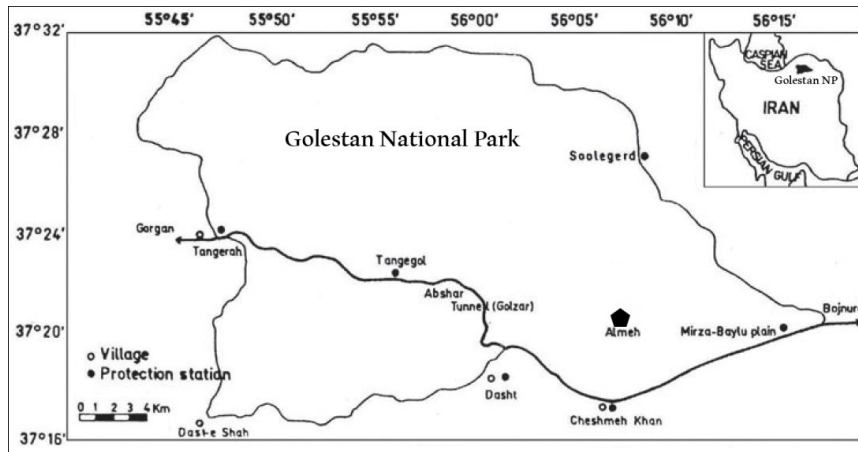 55°45' 55°50' 55°55' 56°00' 56°05' 56°10' 56°15'
37°32'
CASPIAN
SEA
Golestan NP
IRAN
PERSIAN GULF
37°28'
Golestan National Park
Soolegerd
37°24'
Gorgan
Tangerah
Tangegol
Abshar
Tunnel (Golzar)
Bojnur
37°20'
Almeh
Mirza-Baylu plain
Village
Protection station
Dasht
0 1 2 3 4 Km
Cheshmeh Khan
37°16'
Dast-e Shah